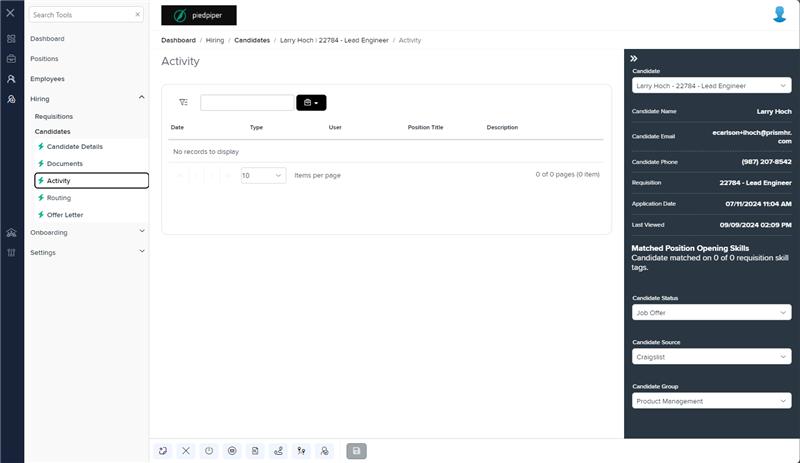 Search Tools
piedpiper
Dashboard
Positions
Employees
Hiring
Requisitions
Candidates
Candidate Details
Documents
Activity
Routing
Offer Letter
Onboarding
Settings
Dashboard / Hiring / Candidates / Larry Hoch : 22784 - Lead Engineer / Activity
Activity
Date Type User Position Title Description
No records to display
10 Items per page 0 of 0 pages (0 item)
Candidate
Larry Hoch - 22784 - Lead Engineer
Candidate Name Larry Hoch
Candidate Email ecarlson+lhoch@prismhr.
com
Candidate Phone (987) 207-8542
Requisition 22784 - Lead Engineer
Application Date 07/11/2024 11:04 AM
Last Viewed 09/09/2024 02:09 PM
Matched Position Opening Skills
Candidate matched on 0 of 0 requisition skill
tags.
Candidate Status
Job Offer
Candidate Source
Craigslist
Candidate Group
Product Management